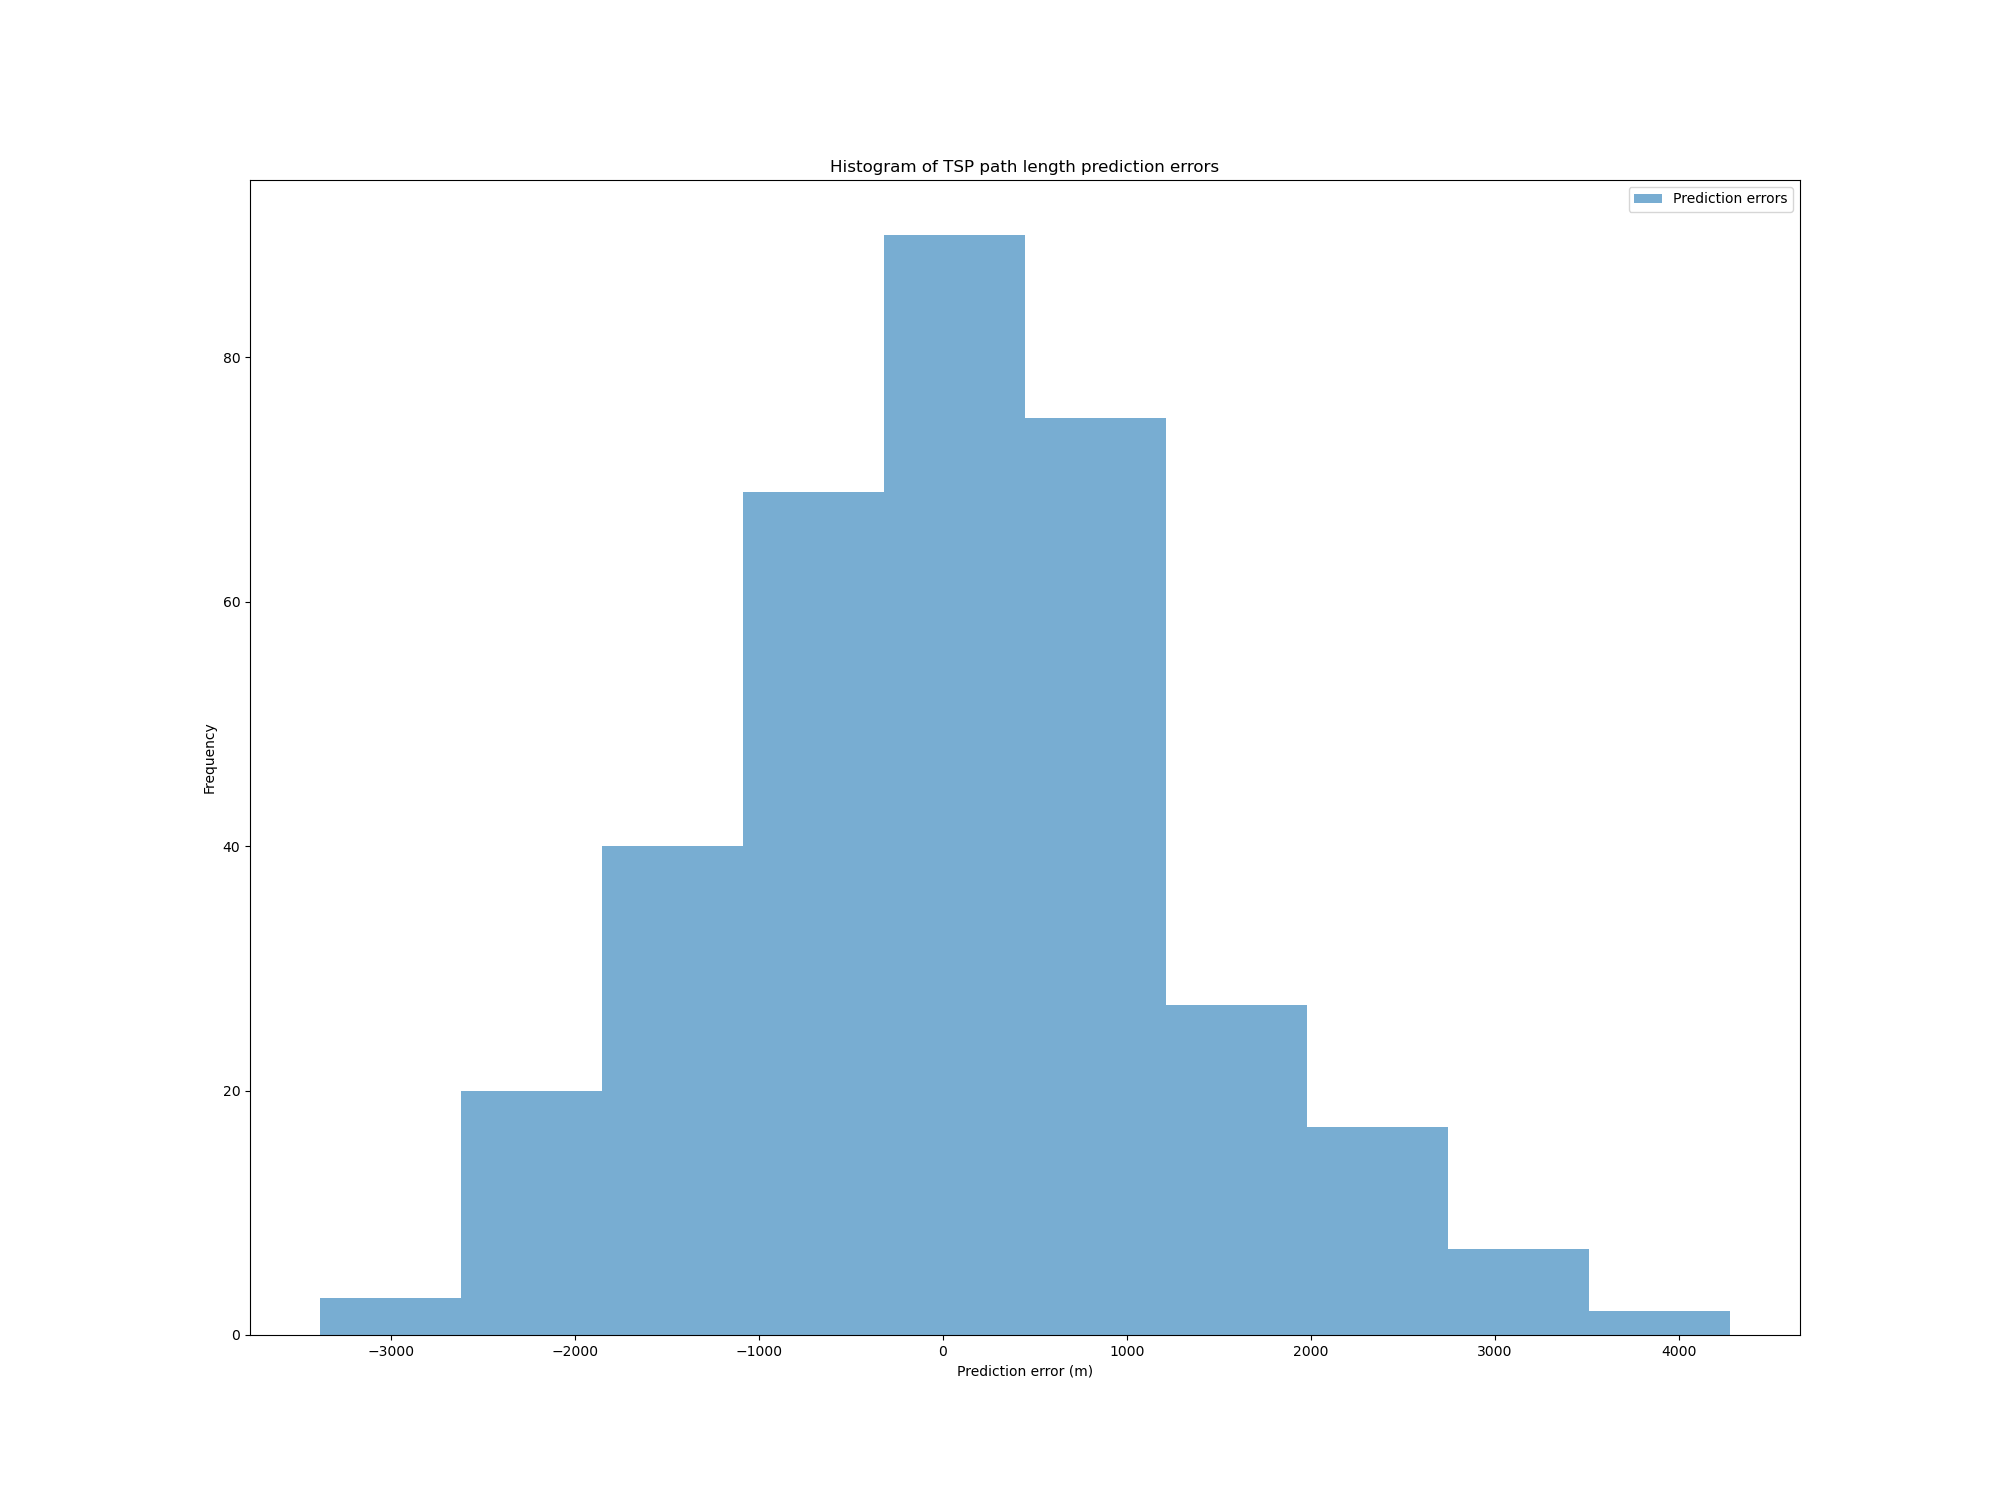 Histogram of TSP path length prediction errors
Prediction errors
80
60
40
20
0
Frequency
−3000 −2000 −1000 0 1000 2000 3000 4000
Prediction error (m)